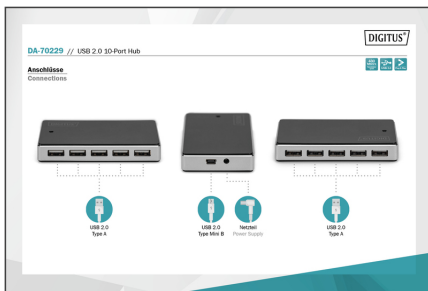 DIGITUS®
DA-70229 // USB 2.0 10-Port Hub
Anschlüsse
Connections
USB 2.0
Type A
USB 2.0
Type Mini B
Netzteil
Power Supply
USB 2.0
Type A